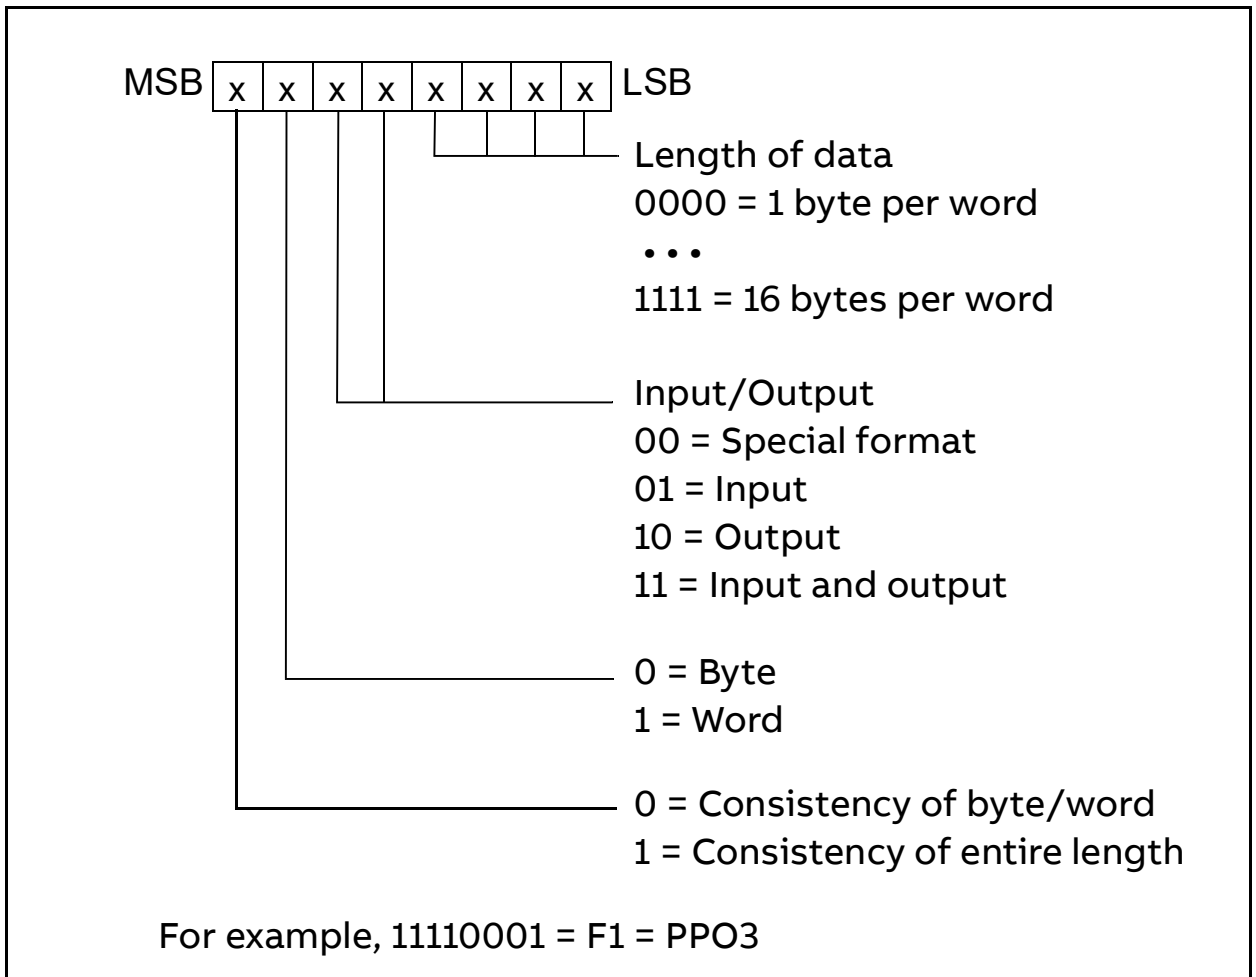 MSB x x x x x x x x LSB
Length of data
0000 = 1 byte per word
• • •
1111 = 16 bytes per word
Input/Output
00 = Special format
01 = Input
10 = Output
11 = Input and output
0 = Byte
1 = Word
0 = Consistency of byte/word
1 = Consistency of entire length
For example, 11110001 = F1 = PPO3